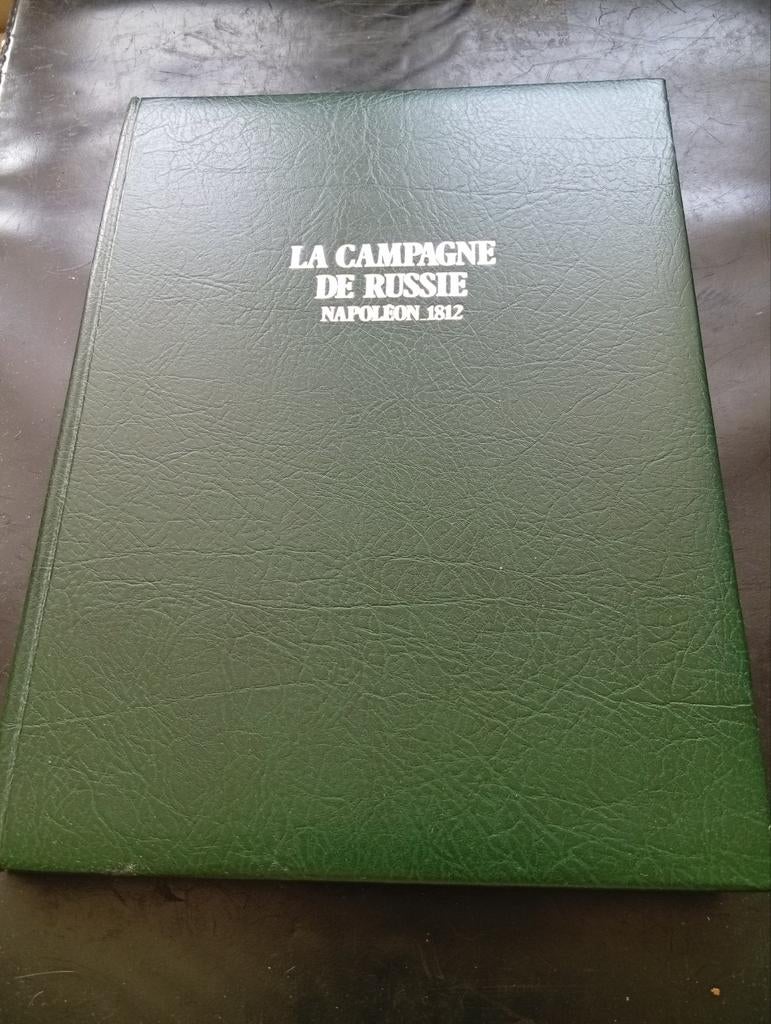 LA CAMPAGNE
DE RUSSIE
NAPOLÉON 1812